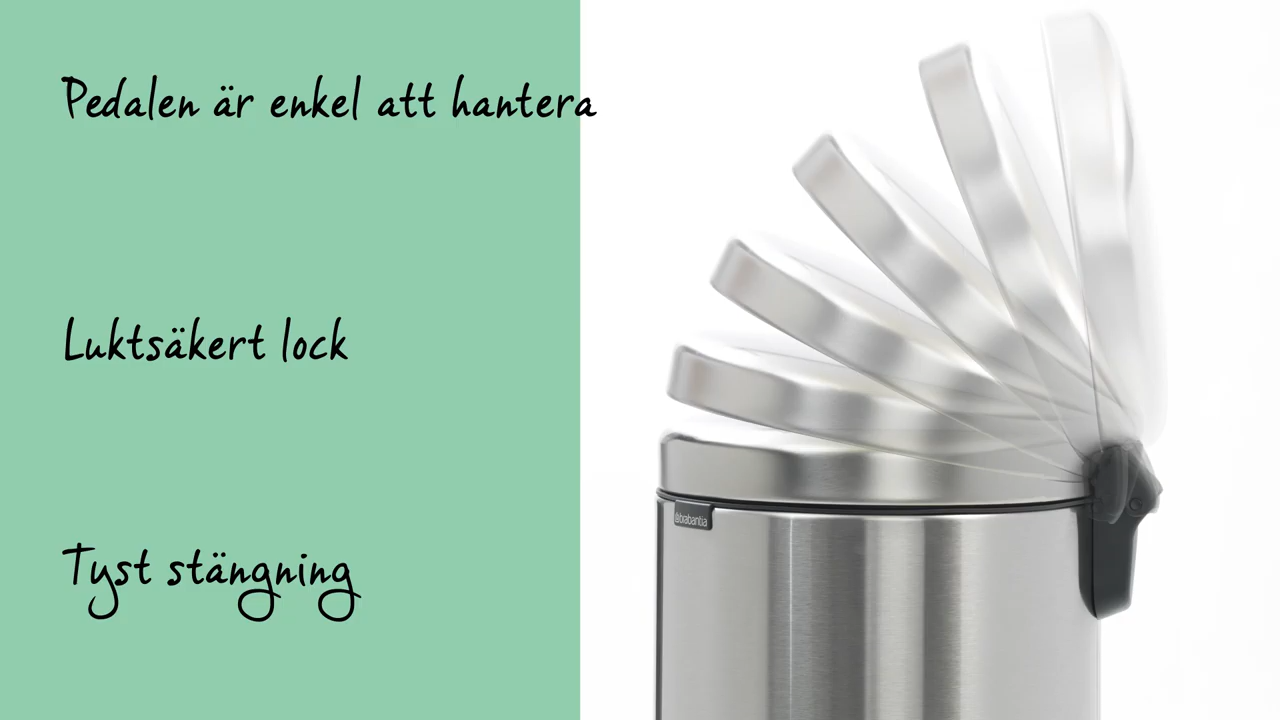 Pedalen är enkel att hantera
Luktsäkert lock
Tyst stängning
brabantia